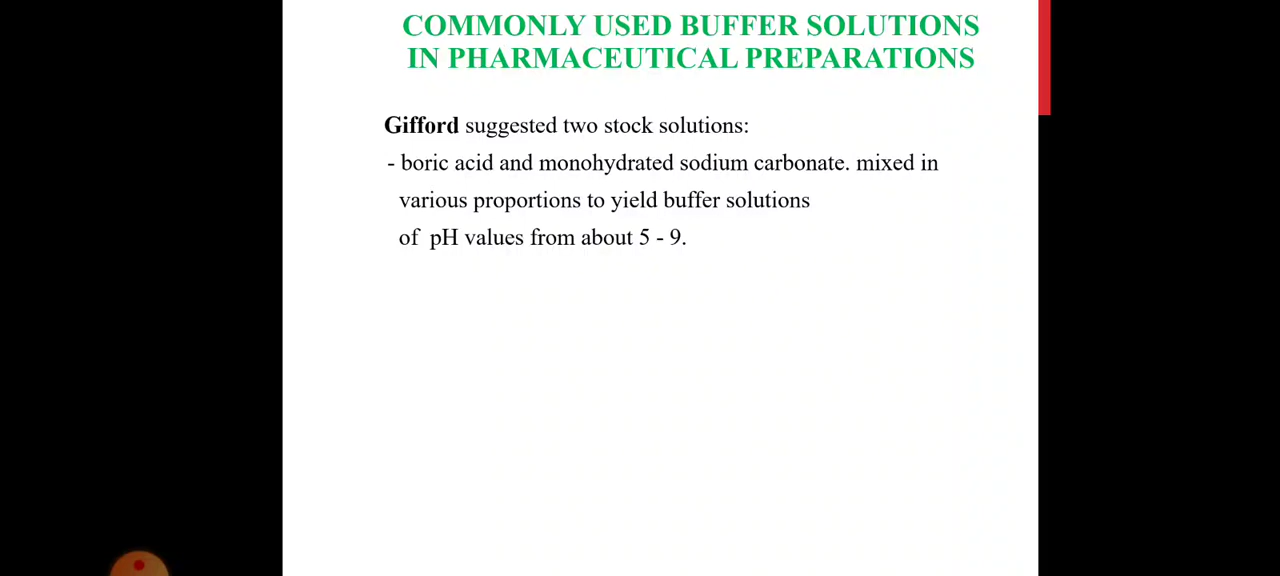 COMMONLY USED BUFFER SOLUTIONS
IN PHARMACEUTICAL PREPARATIONS
Gifford suggested two stock solutions:
- boric acid and monohydrated sodium carbonate. mixed in
various proportions to yield buffer solutions
of pH values from about 5 - 9.